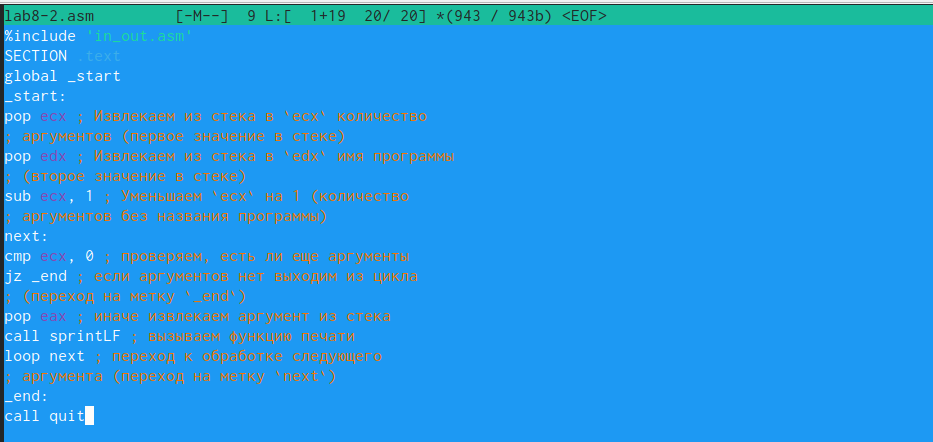 lab8-2.asm         [-M--]  9 L:[  1+19  20/ 20] *(943 / 943b) <EOF>
%include 'in_out.asm'
SECTION .text
global _start
_start:
pop ecx ; Извлекаем из стека в `ecx` количество
; аргументов (первое значение в стеке)
pop edx ; Извлекаем из стека в `edx` имя программы
; (второе значение в стеке)
sub ecx, 1 ; Уменьшаем `ecx` на 1 (количество
; аргументов без названия программы)
next:
cmp ecx, 0 ; проверяем, есть ли еще аргументы
jz _end ; если аргументов нет выходим из цикла
; (переход на метку `_end`)
pop eax ; иначе извлекаем аргумент из стека
call sprintLF ; вызываем функцию печати
loop next ; переход к обработке следующего
; аргумента (переход на метку `next`)
_end:
call quit